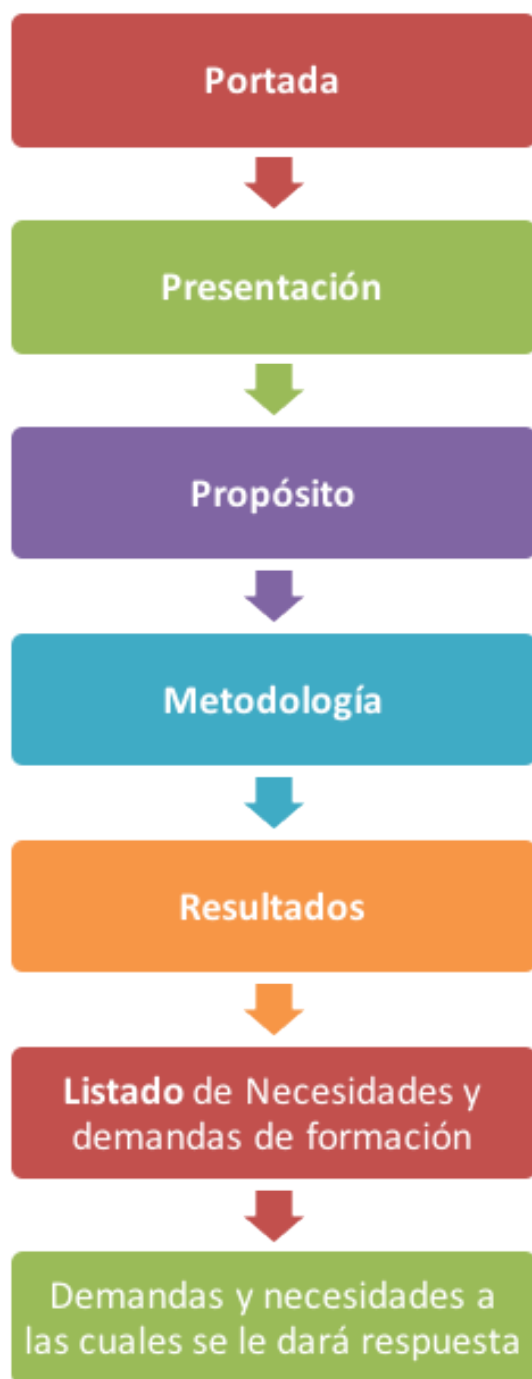 Portada
Presentación
Propósito
Metodología
Resultados
Listado de Necesidades y
demandas de formación
Demandas y necesidades a
las cuales se le dará respuesta